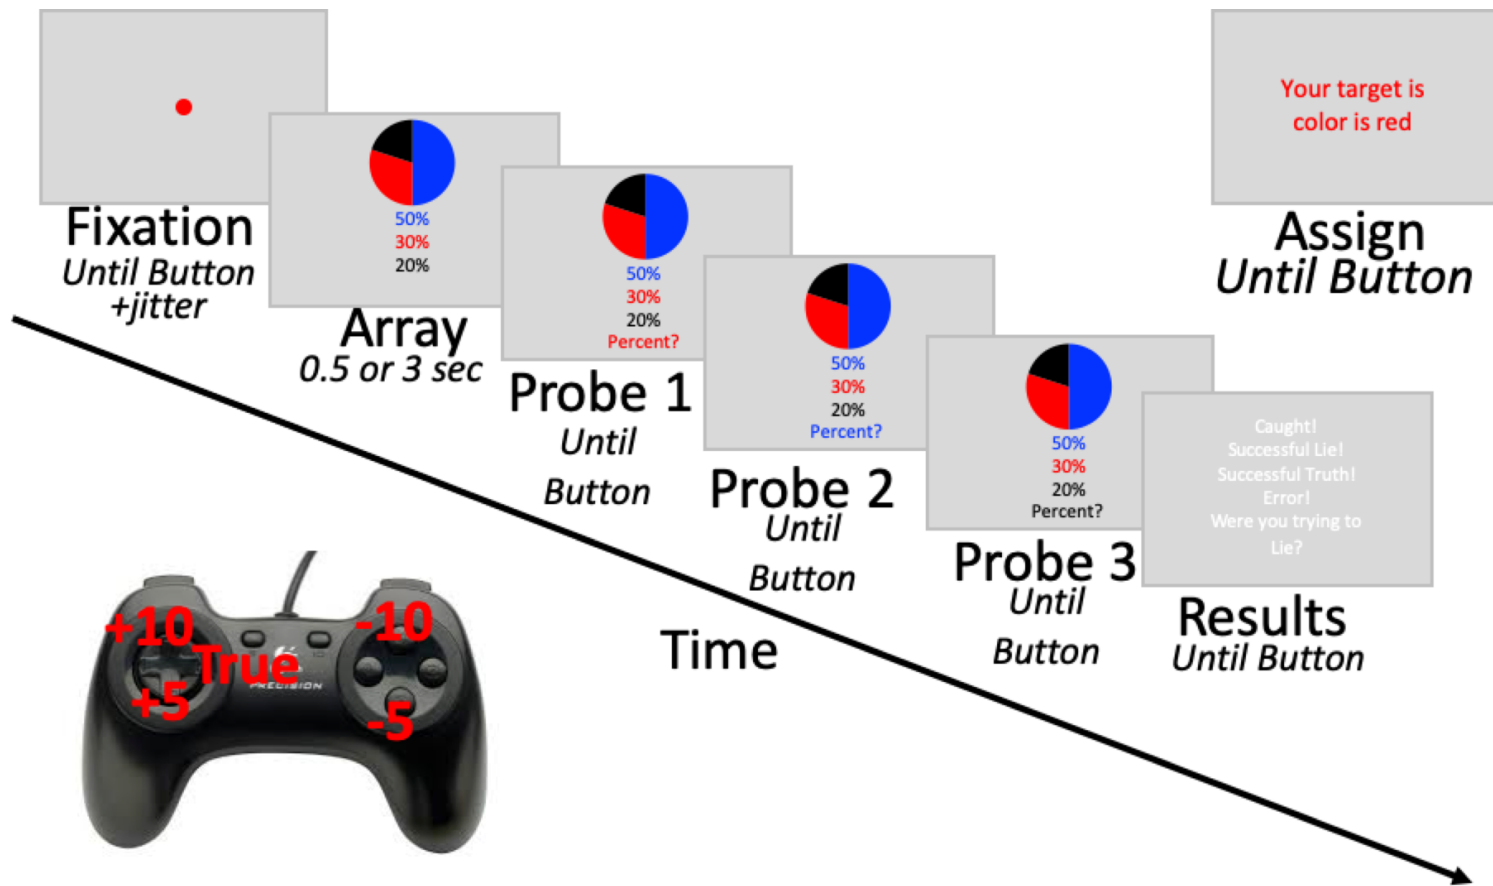 Your target is
color is red
Assign
Until Button
Fixation
Until Button
+jitter
50%
30%
20%
Array
0.5 or 3 sec
50%
30%
20%
Percent?
Probe 1
Until
Button
50%
30%
20%
Percent?
Probe 2
Until
Button
50%
30%
20%
Percent?
Probe 3
Until
Button
Caught!
Successful Lie!
Successful Truth!
Error!
Were you trying to
Lie?
Results
Until Button
Time
+10
-10
True
+5
-5
PRECISION